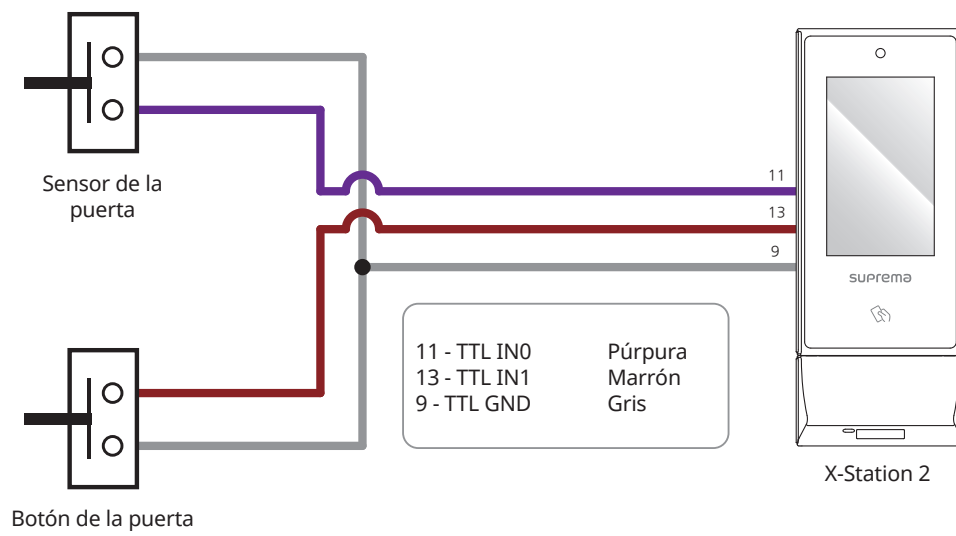 Sensor de la
puerta
11
13
9
suprema
11 - TTL IN0 Púrpura
13 - TTL IN1 Marrón
9 - TTL GND Gris
X-Station 2
Botón de la puerta